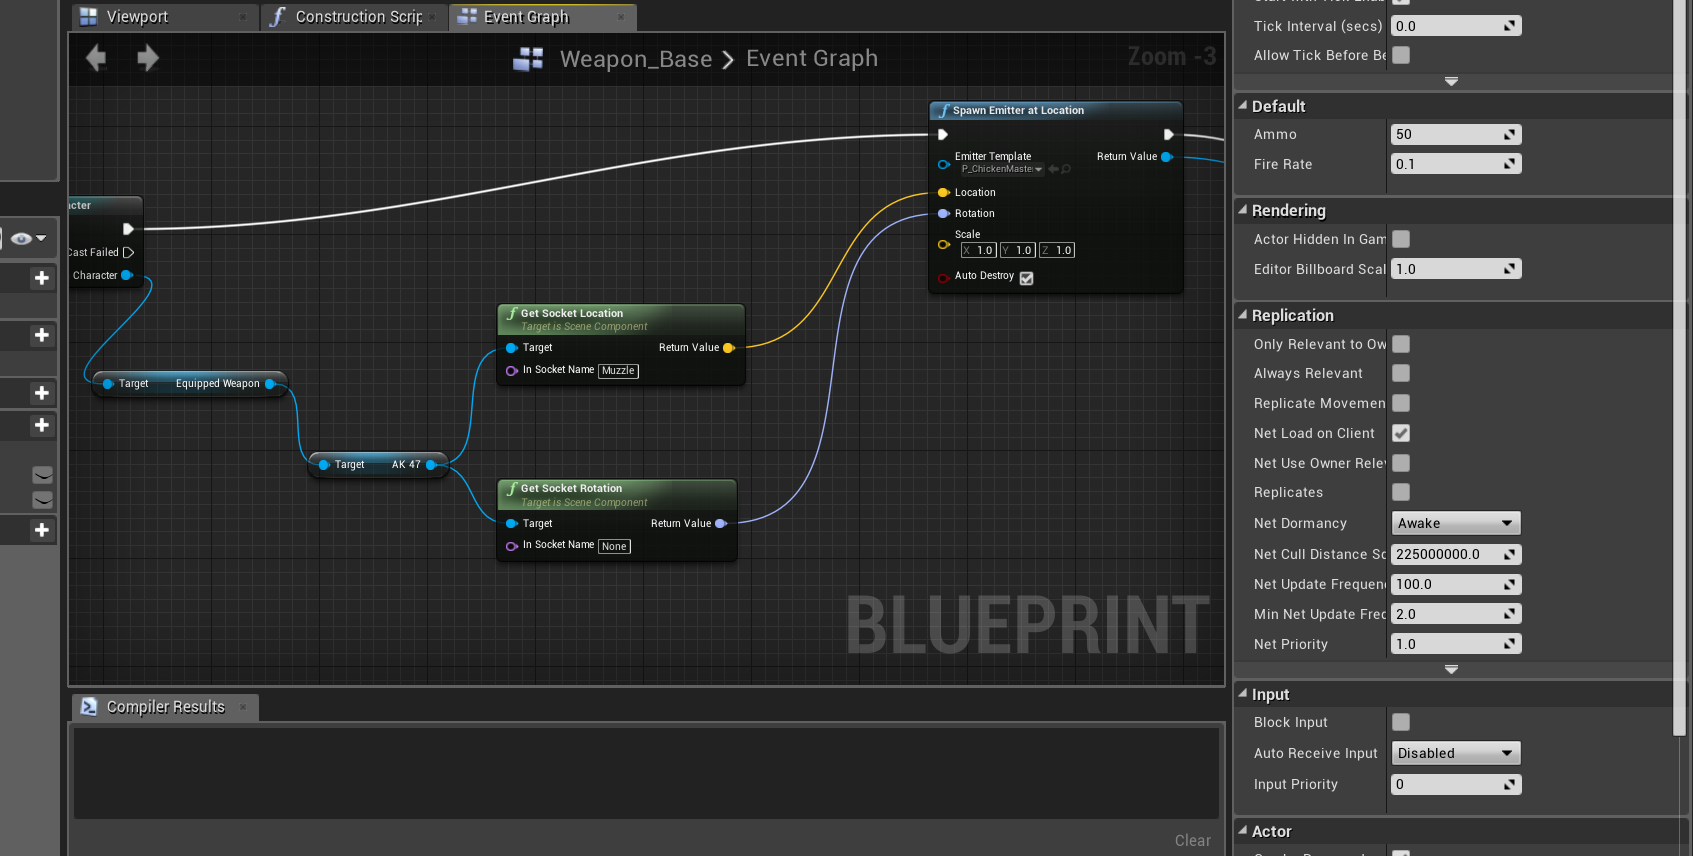 Viewport
Construction Scrip
Event Graph
Weapon_Base > Event Graph
Zoom -3
cter
Cast Failed
Character
Target
Equipped Weapon
Target
AK 47
Get Socket Location
Target is Scene Component
Target
Return Value
In Socket Name
Muzzle
Get Socket Rotation
Target is Scene Component
Target
Return Value
In Socket Name
None
Spawn Emitter at Location
Emitter Template
P_ChickenMaste
Return Value
Location
Rotation
Scale
X 1.0 Y 1.0 Z 1.0
Auto Destroy
BLUEPRINT
Compiler Results
Clear
Tick Interval (secs)
0.0
Allow Tick Before Be
Default
Ammo
50
Fire Rate
0.1
Rendering
Actor Hidden In Gam
Editor Billboard Scal
1.0
Replication
Only Relevant to Ow
Always Relevant
Replicate Movemen
Net Load on Client
Net Use Owner Rele
Replicates
Net Dormancy
Awake
Net Cull Distance Sq
225000000.0
Net Update Frequen
100.0
Min Net Update Fre
2.0
Net Priority
1.0
Input
Block Input
Auto Receive Input
Disabled
Input Priority
0
Actor